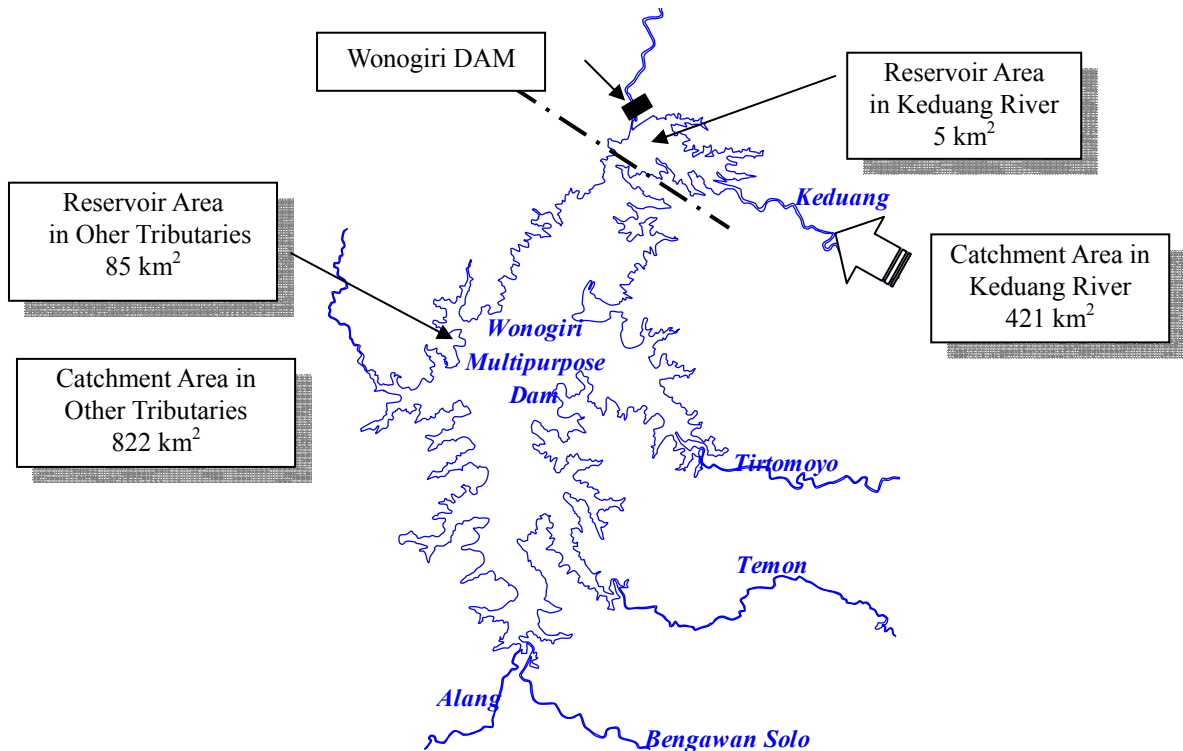 Wonogiri DAM
Reservoir Area
in Keduang River
5 km²
Keduang
Reservoir Area
in Oher Tributaries
85 km²
Catchment Area in
Keduang River
421 km²
Wonogiri
Multipurpose
Dam
Catchment Area in
Other Tributaries
822 km²
Tirtomoyo
Temon
Alang
Bengawan Solo